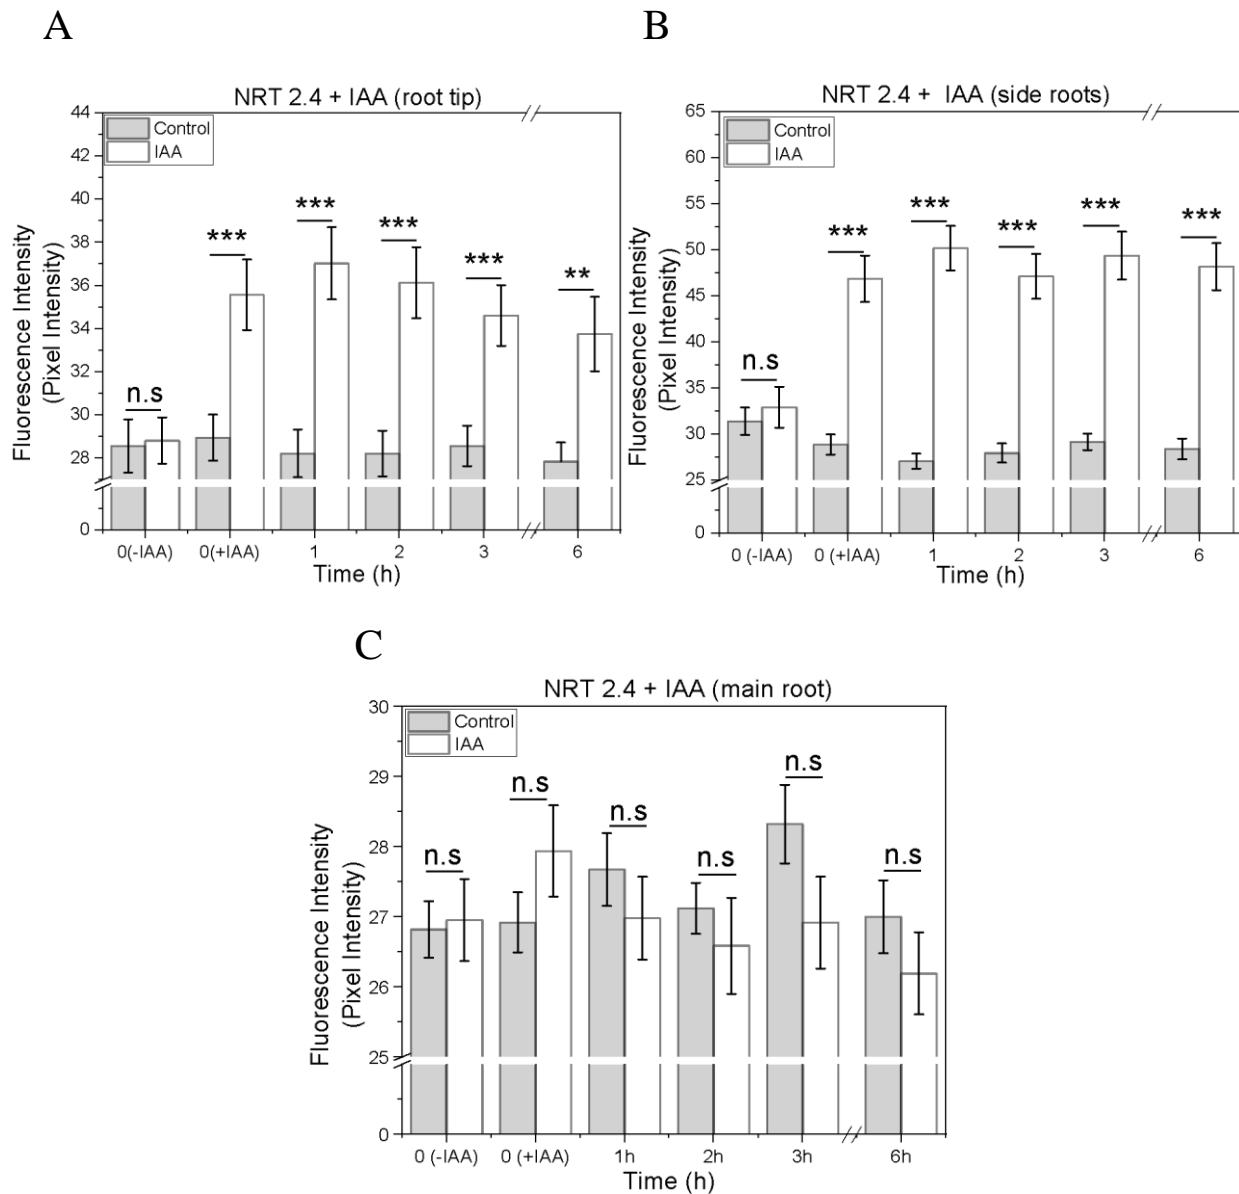 A
NRT 2.4 + IAA (root tip)
Control
IAA
Fluorescence Intensity
(Pixel Intensity)
44
42
40
38
36
34
32
30
28
0
n.s
***
***
***
***
**
0(-IAA) 0(+IAA) 1 2 3 6
Time (h)
B
NRT 2.4 + IAA (side roots)
Control
IAA
Fluorescence Intensity
(Pixel Intensity)
65
60
55
50
45
40
35
30
25
0
n.s
***
***
***
***
***
0 (-IAA) 0 (+IAA) 1 2 3 6
Time (h)
C
NRT 2.4 + IAA (main root)
Control
IAA
Fluorescence Intensity
(Pixel Intensity)
30
29
28
27
26
25
0
n.s
n.s
n.s
n.s
n.s
n.s
0 (-IAA) 0 (+IAA) 1h 2h 3h 6h
Time (h)